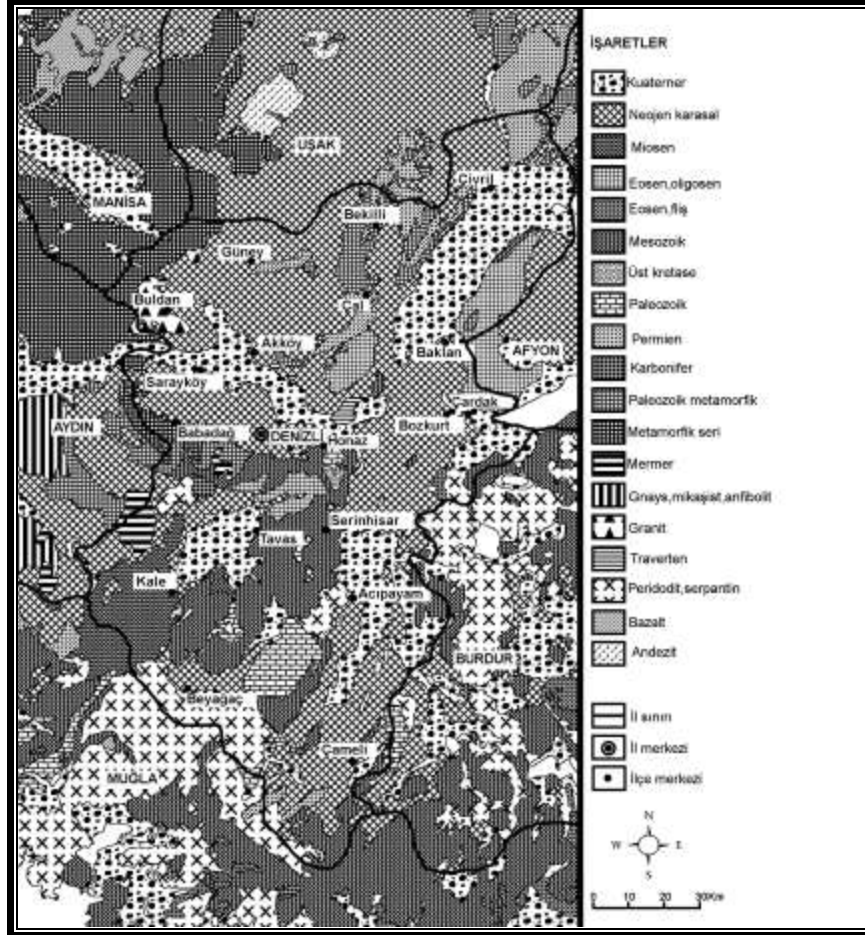 UŞAK
Çivril
MANİSA
Bekilli
Güney
Buldan
Çal
Akköy
Baklan
AFYON
Sarayköy
Çardak
AYDIN
Babadağ
DENİZLİ
Honaz
Bozkurt
Serinhisar
Tavas
Kale
Acıpayam
BURDUR
Beyağaç
Çameli
MUĞLA
İŞARETLER
Kuaterner
Neojen karasal
Miosen
Eosen,oligosen
Eosen,fliş
Mesozoik
Üst kretase
Paleozoik
Permien
Karbonifer
Paleozoik metamorfik
Metamorfik seri
Mermer
Gnays,mikaşist,anfibolit
Granit
Traverten
Peridodit,serpantin
Bazalt
Andezit
İl sınırı
İl merkezi
İlçe merkezi
N
W E
S
0 10 20 30Km